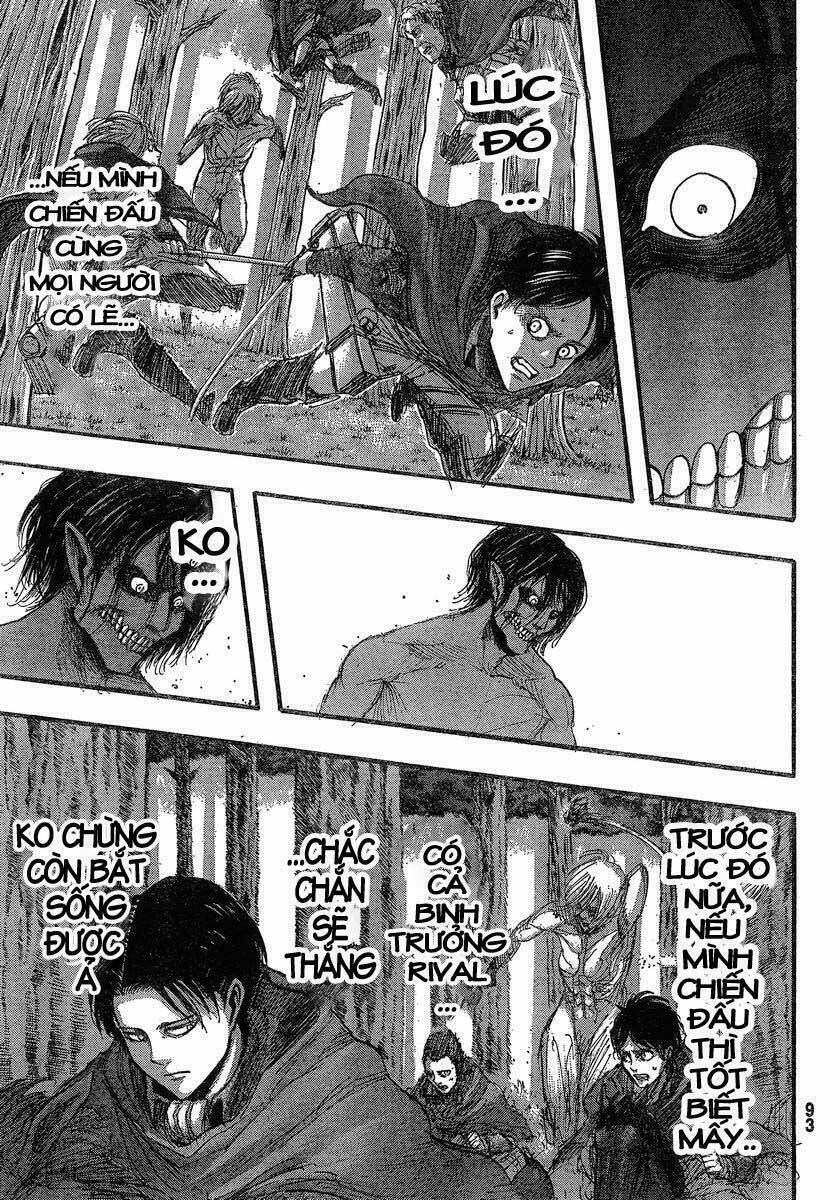 LÚC
ĐÓ
...
...NẾU MÌNH
CHIẾN ĐẤU
CÙNG
MỌI NGƯỜI
CÓ LẼ...
KO
...
TRƯỚC
LÚC ĐÓ
NỮA,
NẾU
MÌNH
CHIẾN
ĐẤU
THÌ
TỐT
BIẾT
MẤY..
CÓ
CẢ
BINH
TRƯỞNG
RIVAL
...
...CHẮC
CHẮN
SẼ
THẮNG
KO CHỪNG
CÒN BẮT
SỐNG
ĐƯỢC
Ả
93